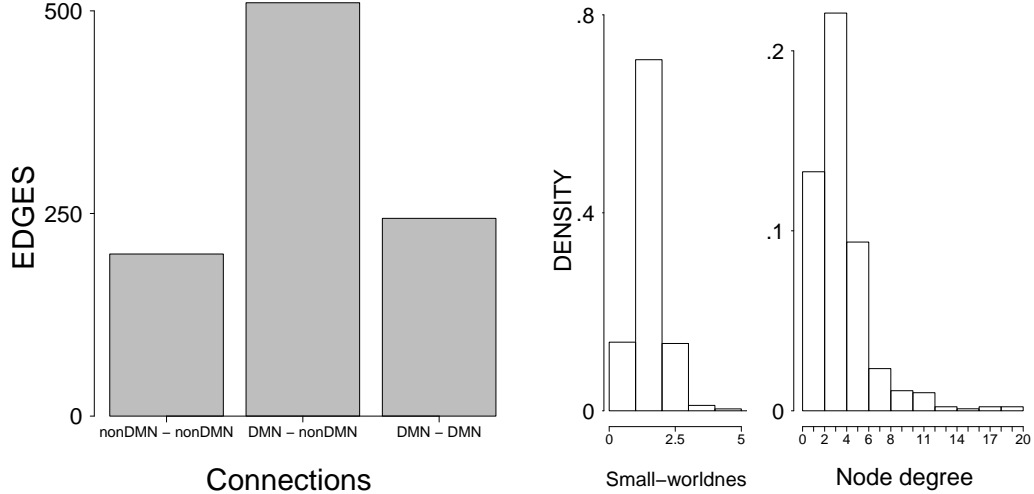 EDGES
500
250
0
nonDMN – nonDMN
DMN – nonDMN
DMN – DMN
Connections
DENSITY
.8
.4
0
0
2.5
5
Small–worldnes
.2
.1
0
0
2
4
6
8
11
14
17
20
Node degree